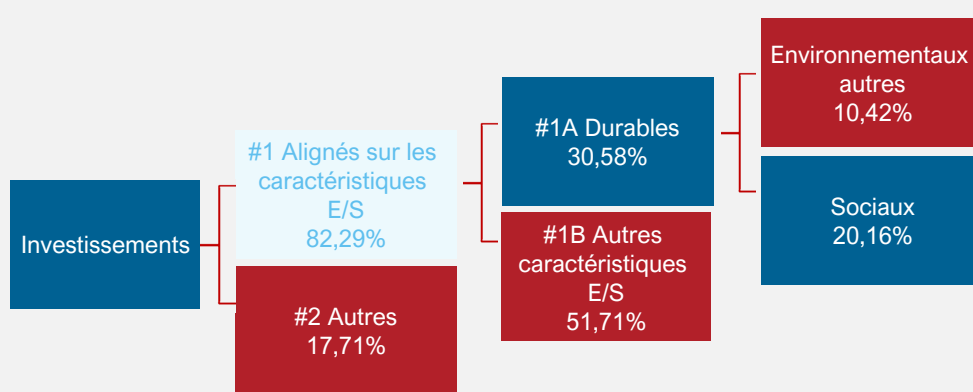 Investissements
#1 Alignés sur les
caractéristiques
E/S
82,29%
#2 Autres
17,71%
#1A Durables
30,58%
#1B Autres
caractéristiques
E/S
51,71%
Environnementaux
autres
10,42%
Sociaux
20,16%